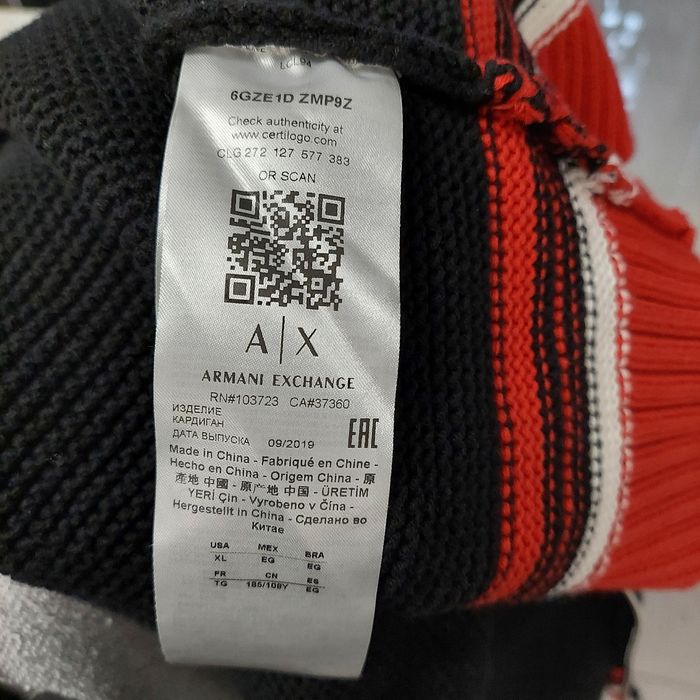 6GZE1D ZMP9Z
Check authenticity at
www.certilogo.com
CLG 272 127 577 383
OR SCAN
A|X
ARMANI EXCHANGE
RN#103723 CA#37360
ИЗДЕЛИЕ
КАРДИГАН
ДАТА ВЫПУСКА 09/2019
EAC
Made in China - Fabriqué en Chine -
Hecho en China - Origem China - 原
產地 中國 - 原产地 中国 - ÜRETİM
YERİ Çin - Vyrobeno v Čína -
Hergestellt in China - Сделано во
Китае
USA MEX BRA
XL EG EG
FR CN ES
TG 185/108Y EG